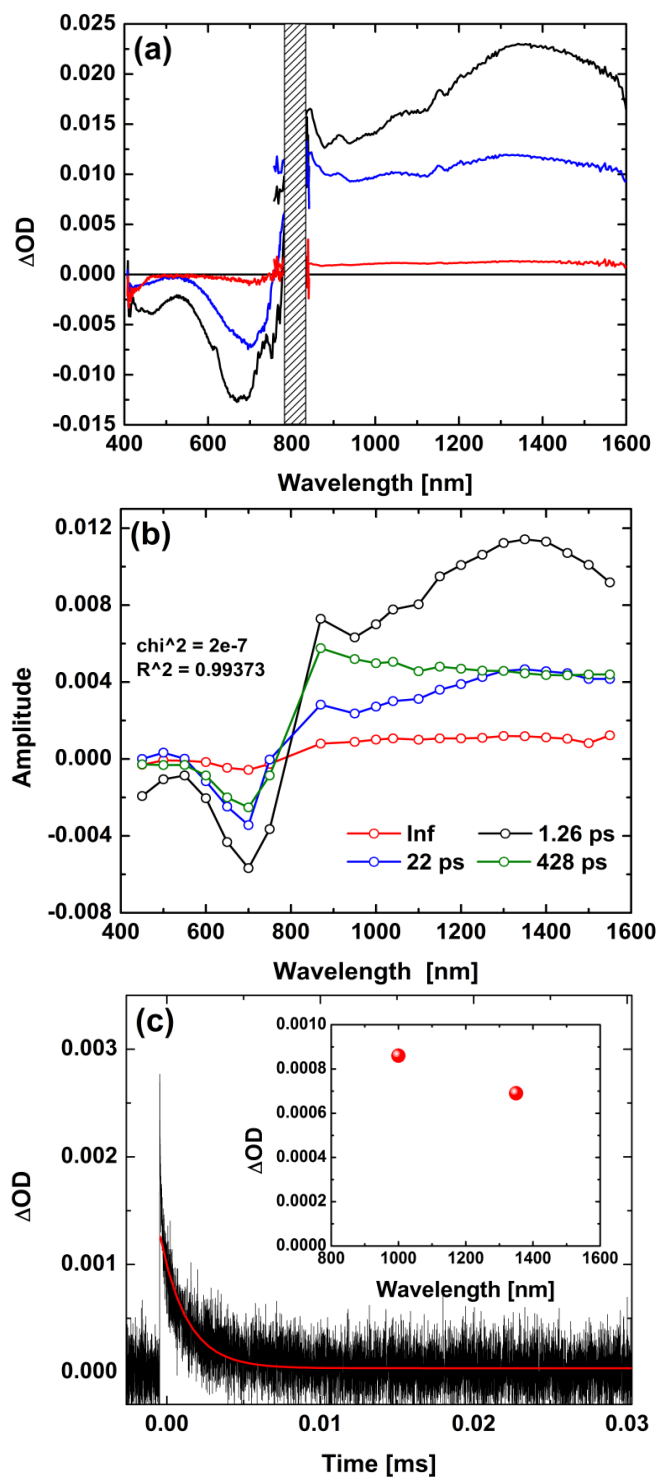 (a)
0.025
0.020
0.015
0.010
0.005
0.000
-0.005
-0.010
-0.015
ΔOD
400 600 800 1000 1200 1400 1600
Wavelength [nm]
(b)
0.012
0.008
0.004
0.000
-0.004
-0.008
Amplitude
chi^2 = 2e-7
R^2 = 0.99373
Inf 1.26 ps
22 ps 428 ps
400 600 800 1000 1200 1400 1600
Wavelength [nm]
(c)
0.003
0.002
0.001
0.000
ΔOD
0.0010
0.0008
0.0006
0.0004
0.0002
0.0000
ΔOD
800 1000 1200 1400 1600
Wavelength [nm]
0.00 0.01 0.02 0.03
Time [ms]